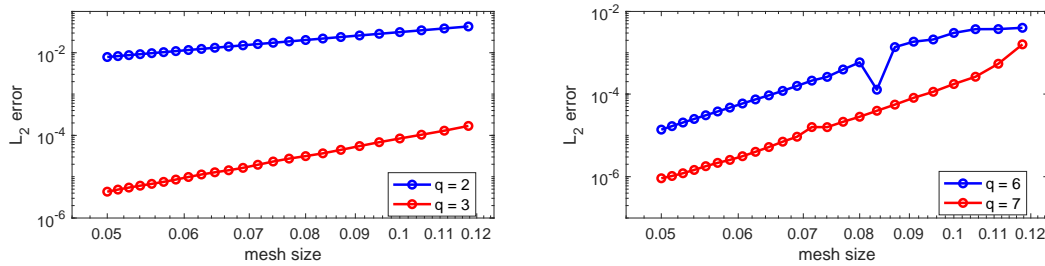 10-2
10-4
10-6
L2 error
0.05 0.06 0.07 0.08 0.09 0.1 0.11 0.12
mesh size
q = 2
q = 3
10-2
10-4
10-6
L2 error
0.05 0.06 0.07 0.08 0.09 0.1 0.11 0.12
mesh size
q = 6
q = 7